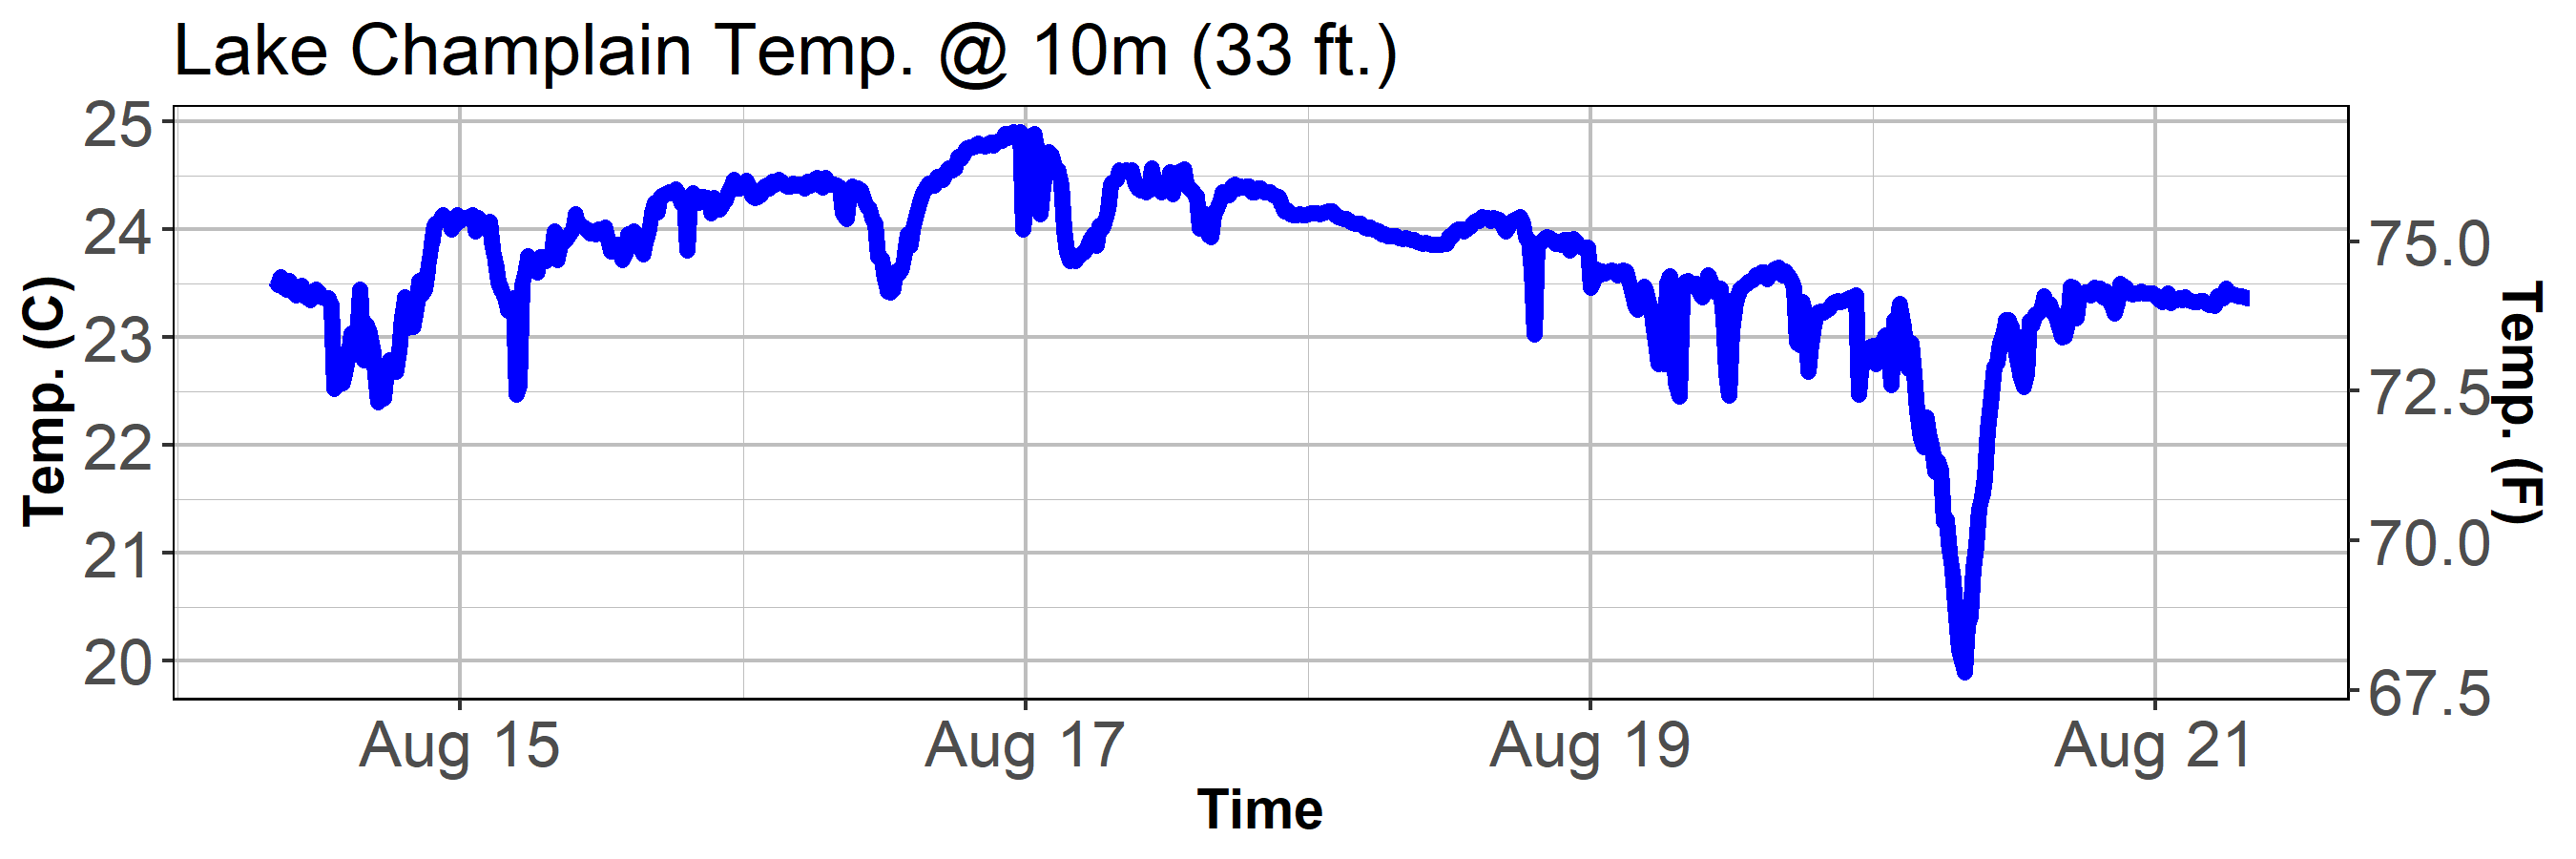 Lake Champlain Temp. @ 10m (33 ft.)
25
24
23
22
21
20
Temp. (C)
75.0
72.5
70.0
67.5
Temp. (F)
Aug 15
Aug 17
Aug 19
Aug 21
Time